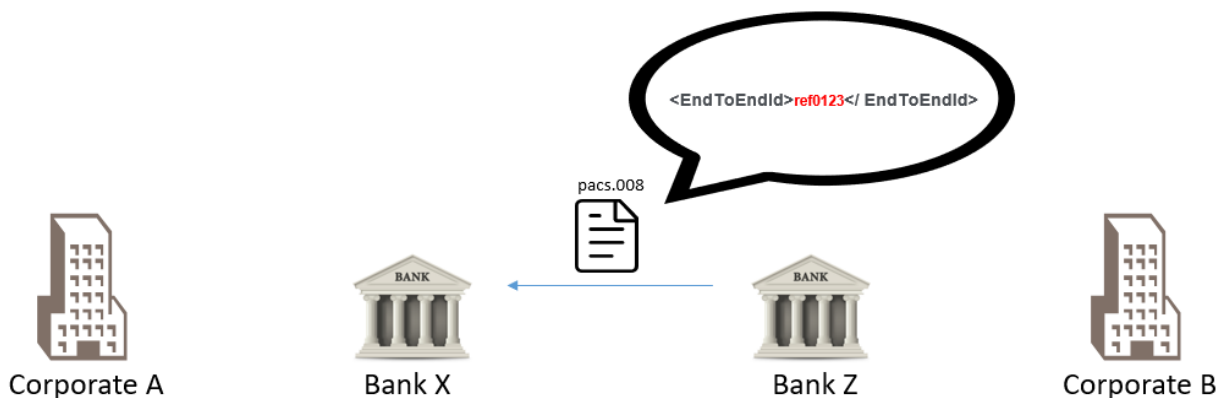 <EndToEndId>ref0123</ EndToEndId>
pacs.008
BANK
BANK
Corporate A
Bank X
Bank Z
Corporate B